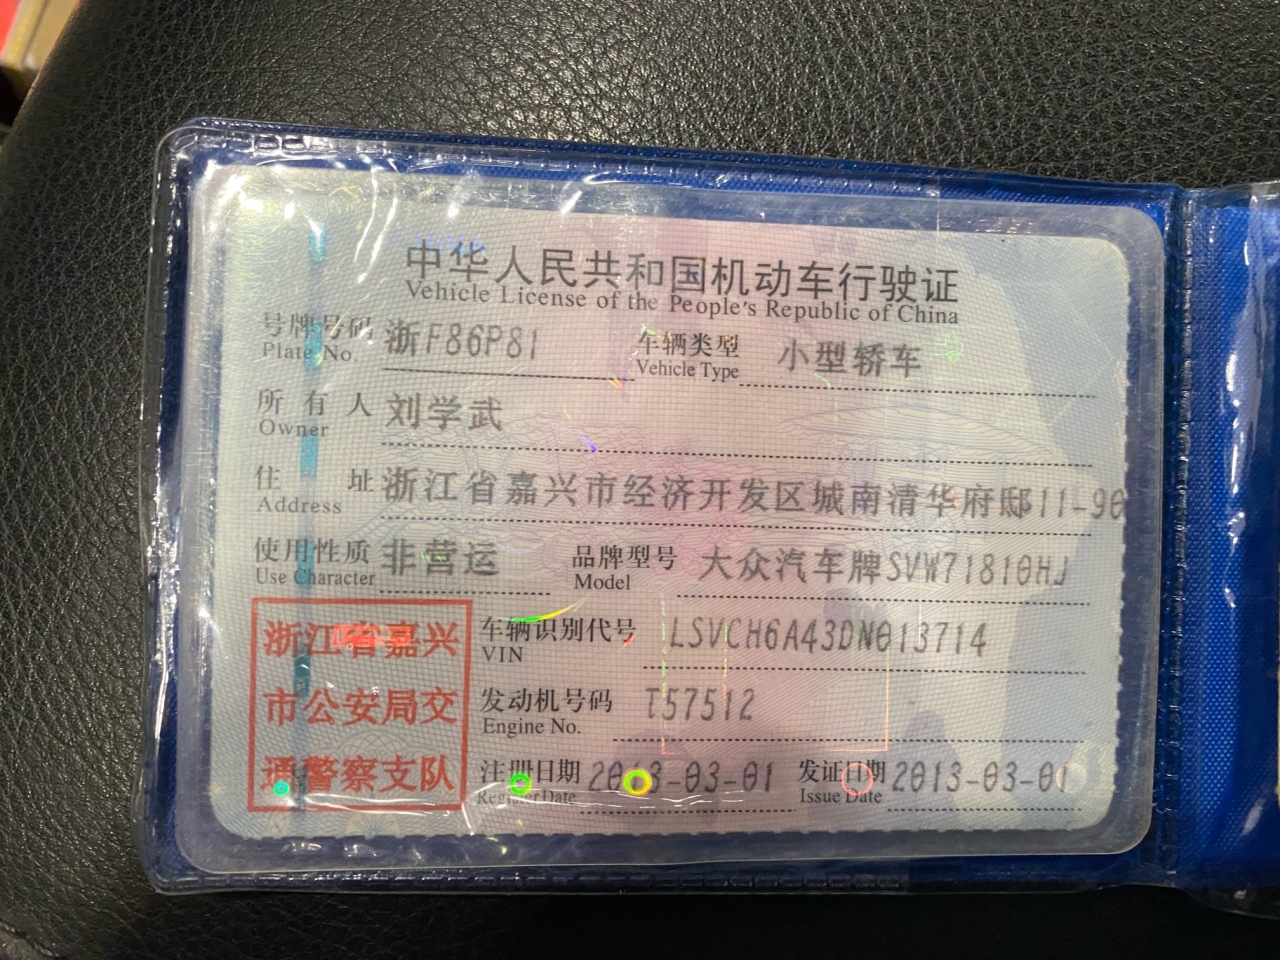 中华人民共和国机动车行驶证
Vehicle License of the People's Republic of China
号牌号码 浙F86P81 车辆类型 小型轿车
Plate No. Vehicle Type
所有人 刘学武
Owner
住址 浙江省嘉兴市经济开发区城南清华府邸11-90
Address
使用性质 非营运 品牌型号 大众汽车牌SVW71810HJ
Use Character Model
浙江省嘉兴 车辆识别代号 LSVCH6A43DN013714
VIN
市公安局交 发动机号码 T57512
Engine No.
通警察支队 注册日期 2013-03-01 发证日期 2013-03-01
Register Date Issue Date